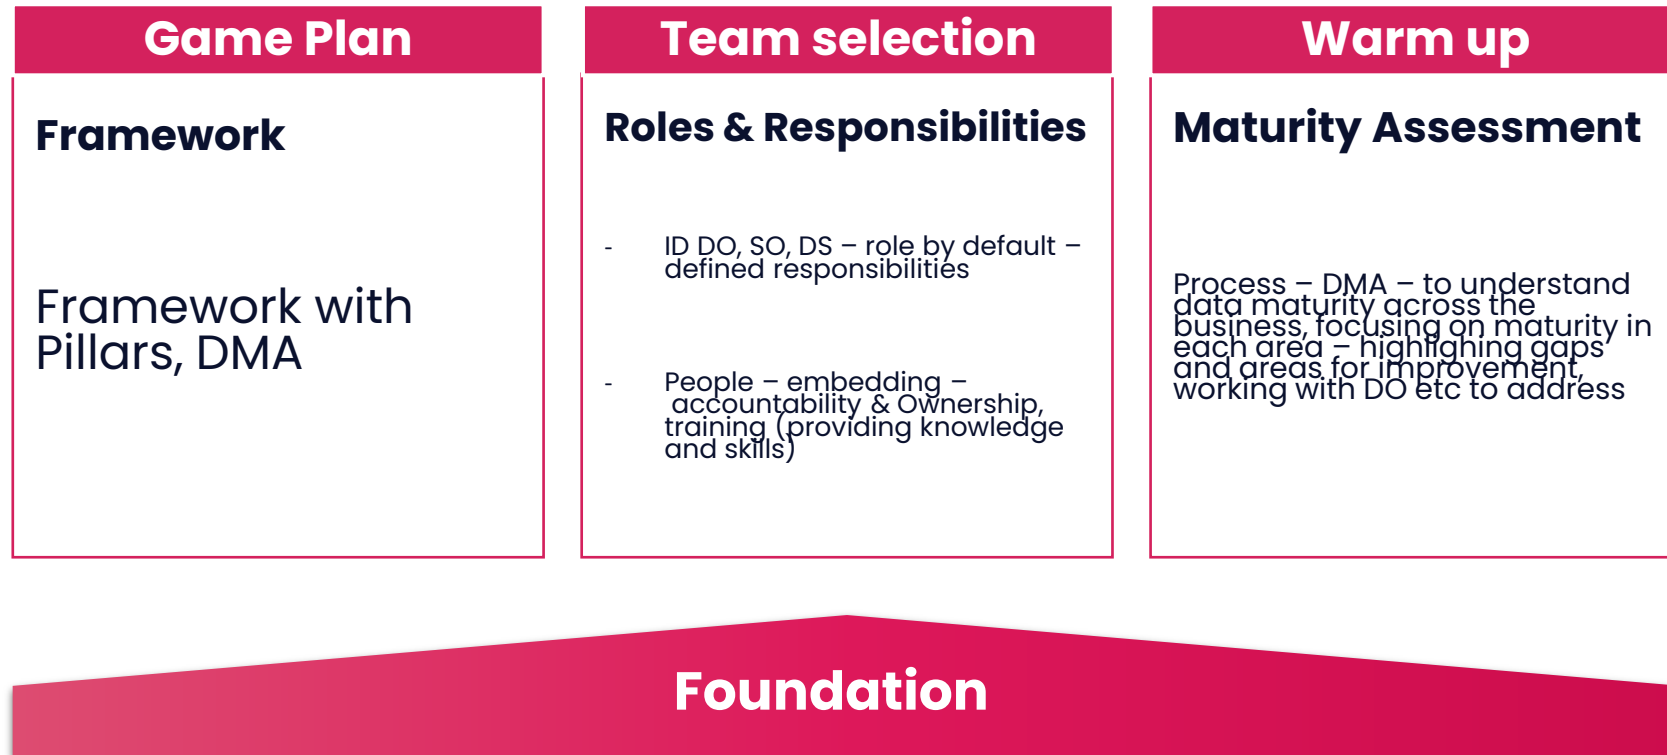 Game Plan
Framework
Framework with
Pillars, DMA
Team selection
Roles & Responsibilities
- ID DO, SO, DS – role by default –
defined responsibilities
- People – embedding –
accountability & Ownership,
training (providing knowledge
and skills)
Warm up
Maturity Assessment
Process – DMA – to understand
data maturity across the
business, focusing on maturity in
each area – highlighing gaps
and areas for improvement,
working with DO etc to address
Foundation